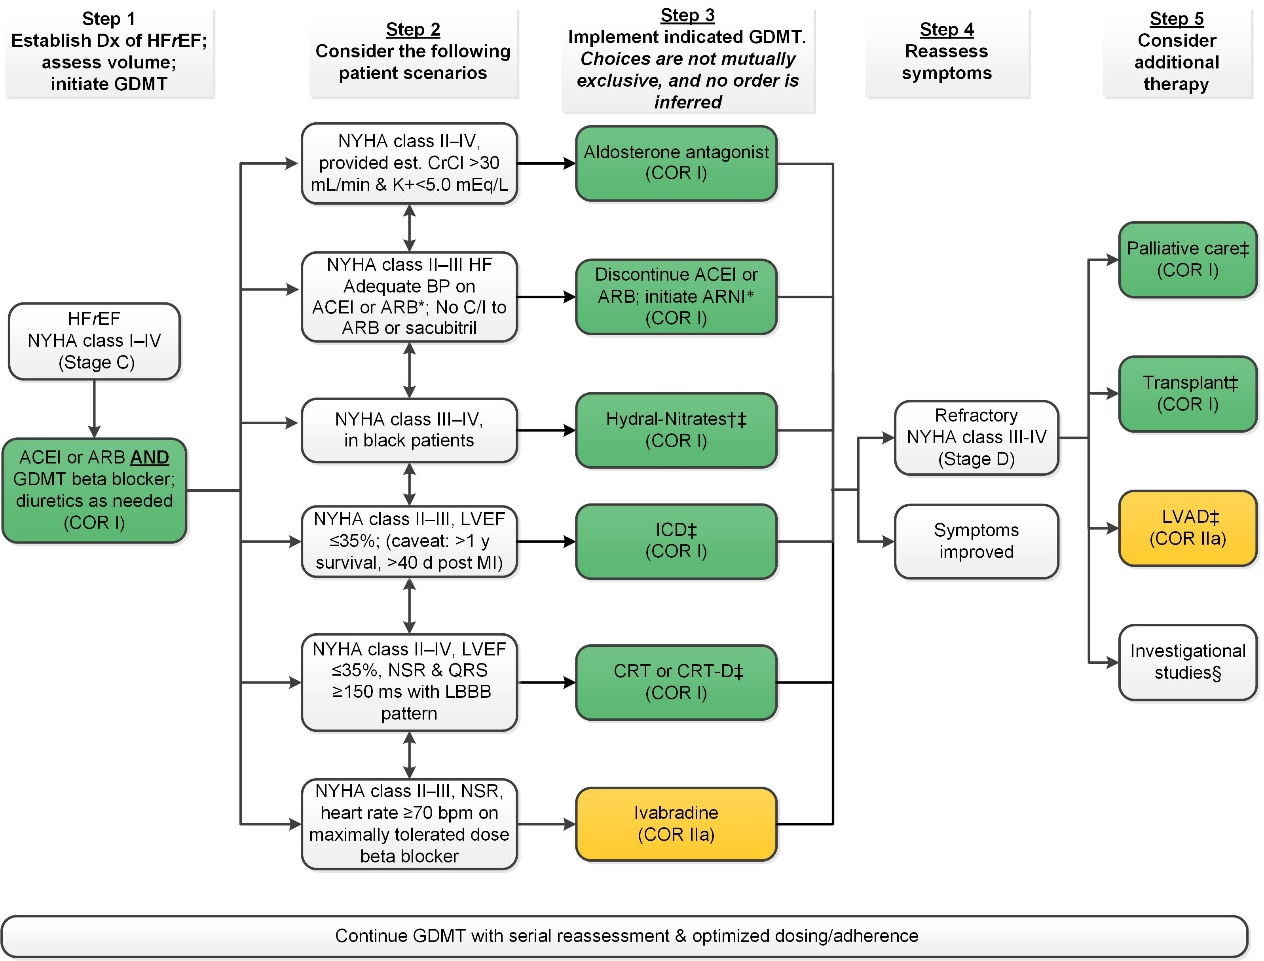 Step 1
Establish Dx of HFrEF;
assess volume;
initiate GDMT
Step 2
Consider the following
patient scenarios
Step 3
Implement indicated GDMT.
Choices are not mutually
exclusive, and no order is
inferred
Step 4
Reassess
symptoms
Step 5
Consider
additional
therapy
HFrEF
NYHA class I–IV
(Stage C)
ACEI or ARB AND
GDMT beta blocker;
diuretics as needed
(COR I)
NYHA class II–IV,
provided est. CrCl >30
mL/min & K+<5.0 mEq/L
NYHA class II–III HF
Adequate BP on
ACEI or ARB*; No C/I to
ARB or sacubitril
NYHA class III–IV,
in black patients
NYHA class II–III, LVEF
≤35%; (caveat: >1 y
survival, >40 d post MI)
NYHA class II–IV, LVEF
≤35%, NSR & QRS
≥150 ms with LBBB
pattern
NYHA class II–III, NSR,
heart rate ≥70 bpm on
maximally tolerated dose
beta blocker
Aldosterone antagonist
(COR I)
Discontinue ACEI or
ARB; initiate ARNI*
(COR I)
Hydral-Nitrates†‡
(COR I)
ICD‡
(COR I)
CRT or CRT-D‡
(COR I)
Ivabradine
(COR IIa)
Refractory
NYHA class III-IV
(Stage D)
Symptoms
improved
Palliative care‡
(COR I)
Transplant‡
(COR I)
LVAD‡
(COR IIa)
Investigational
studies§
Continue GDMT with serial reassessment & optimized dosing/adherence